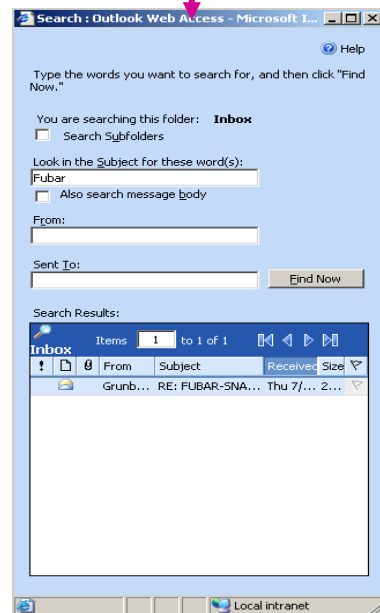 Search : Outlook Web Access - Microsoft I...
Help
Type the words you want to search for, and then click "Find
Now."
You are searching this folder: Inbox
Search Subfolders
Look in the Subject for these word(s):
Fubar
Also search message body
From:
Sent To:
Find Now
Search Results:
Inbox Items 1 to 1 of 1
! From Subject Received Size
Grunb... RE: FUBAR-SNA... Thu 7/... 2...
Local intranet